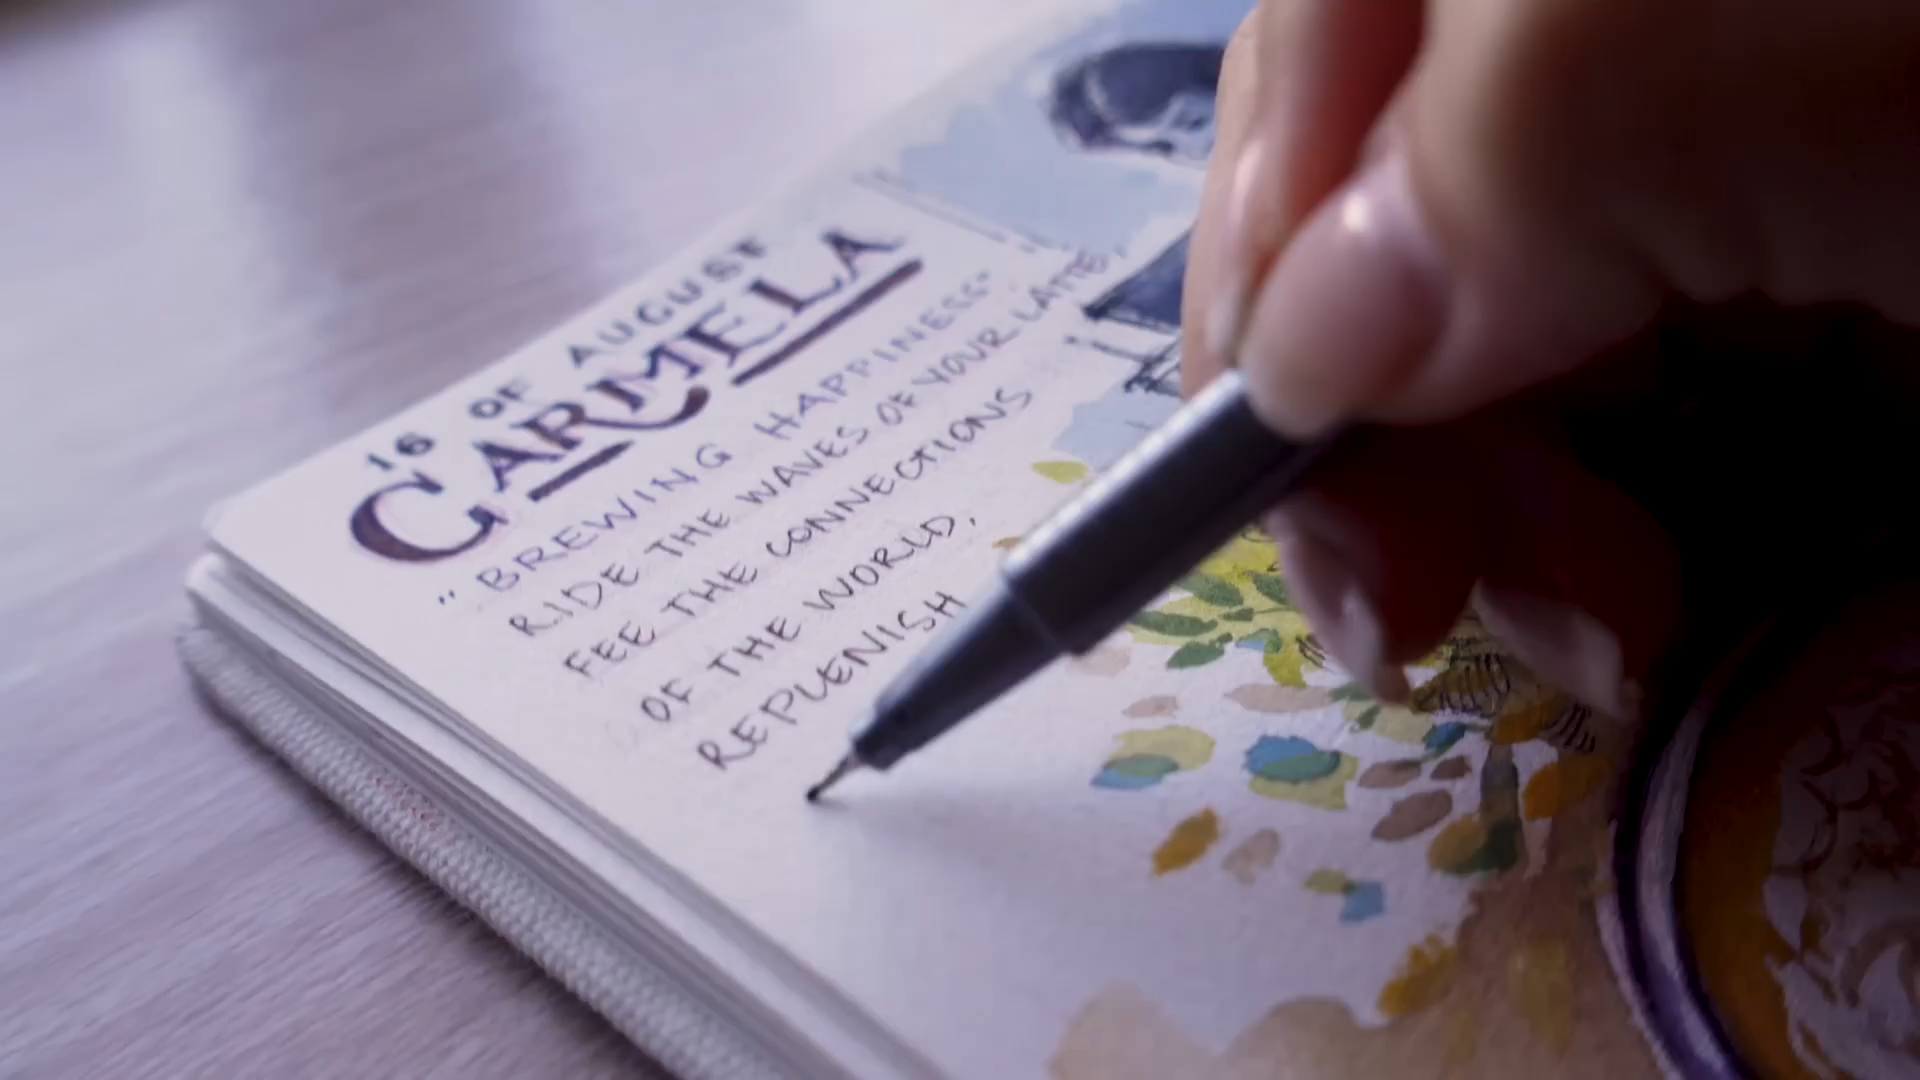 16 OF AUGUST
CARMELA
"BREWING HAPPINESS"
RIDE THE WAVES OF YOUR LATTE,
FEE THE CONNECTIONS
OF THE WORLD,
REPLENISH